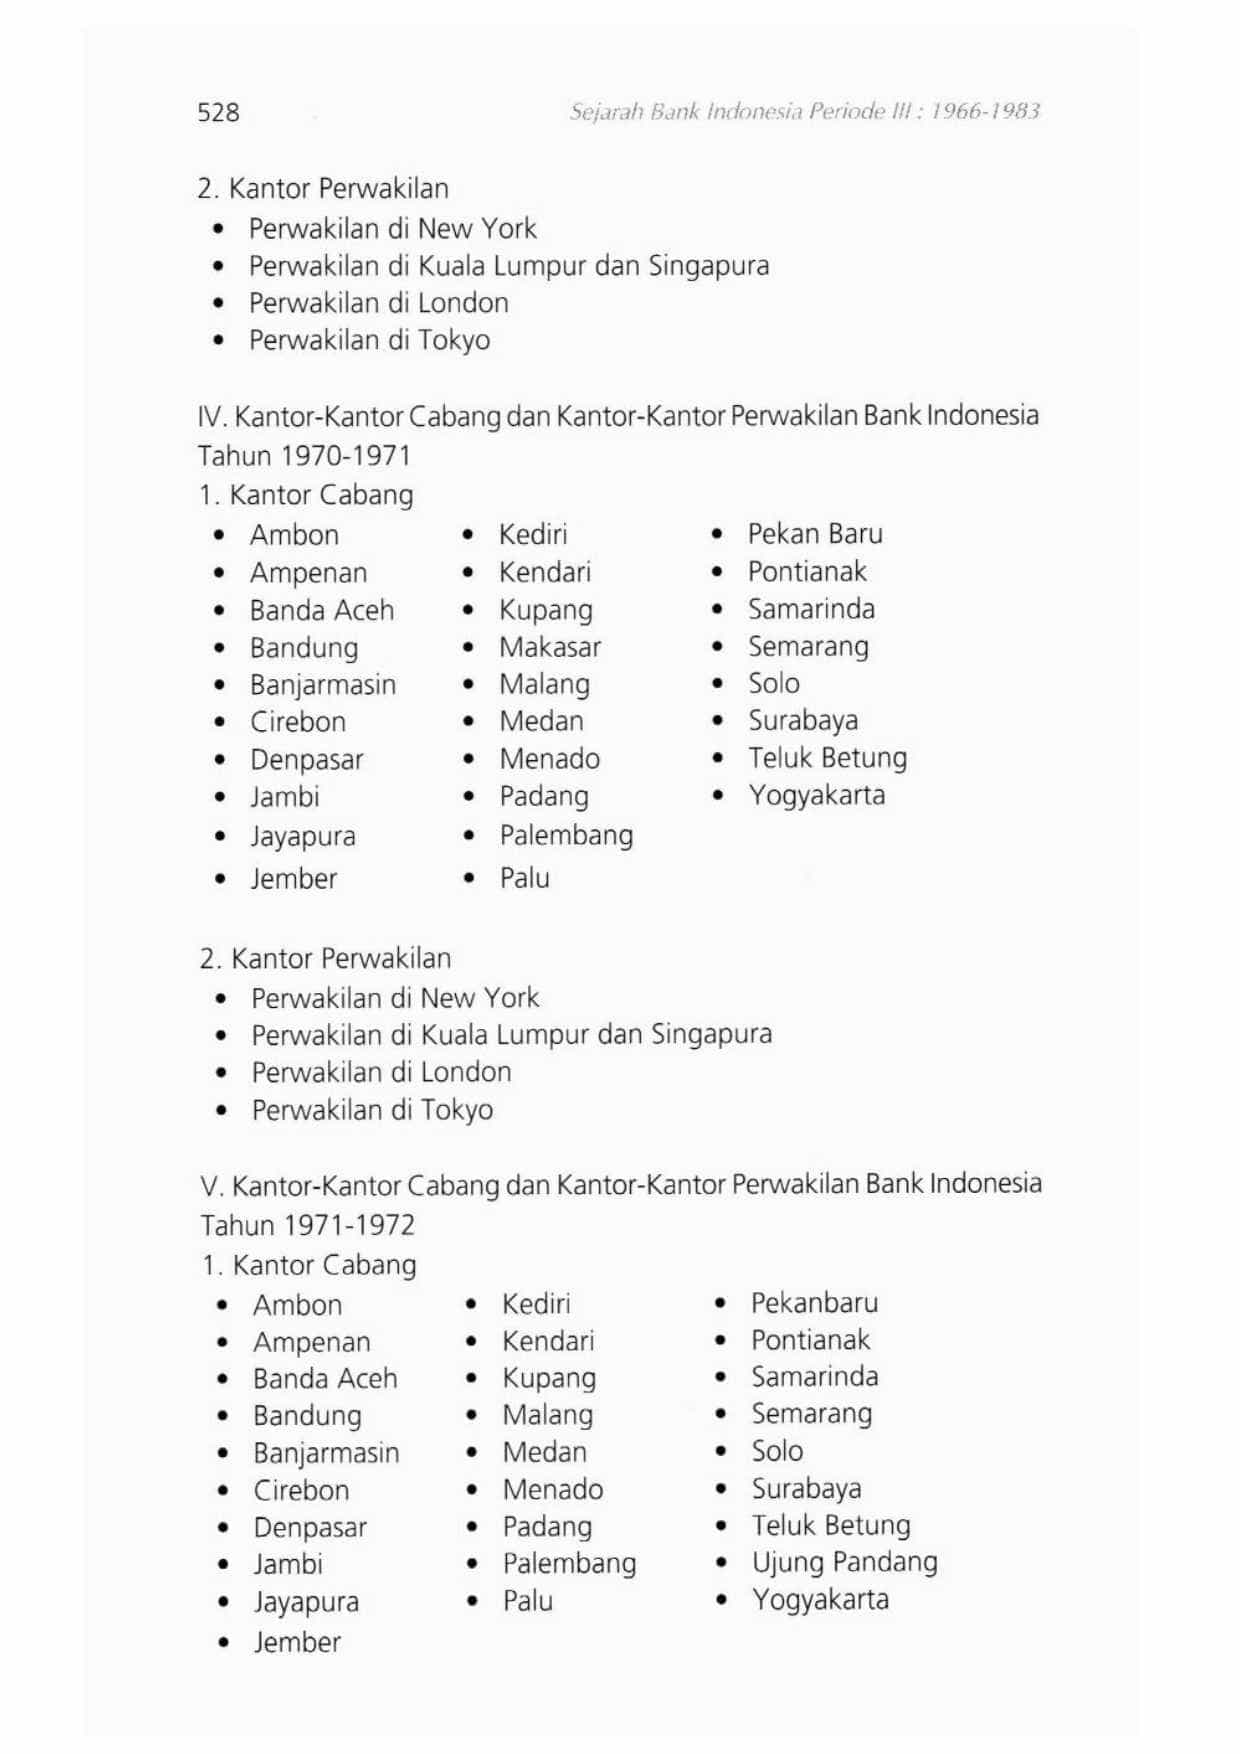 528
Sejarah Bank Indonesia Periode III : 1966-1983
2. Kantor Perwakilan
• Perwakilan di New York
• Perwakilan di Kuala Lumpur dan Singapura
• Perwakilan di London
• Perwakilan di Tokyo
IV. Kantor-Kantor Cabang dan Kantor-Kantor Perwakilan Bank Indonesia
Tahun 1970-1971
1. Kantor Cabang
• Ambon
• Ampenan
• Banda Aceh
• Bandung
• Banjarmasin
• Cirebon
• Denpasar
• Jambi
• Jayapura
• Jember
• Kediri
• Kendari
• Kupang
• Makasar
• Malang
• Medan
• Menado
• Padang
• Palembang
• Palu
• Pekan Baru
• Pontianak
• Samarinda
• Semarang
• Solo
• Surabaya
• Teluk Betung
• Yogyakarta
2. Kantor Perwakilan
• Perwakilan di New York
• Perwakilan di Kuala Lumpur dan Singapura
• Perwakilan di London
• Perwakilan di Tokyo
V. Kantor-Kantor Cabang dan Kantor-Kantor Perwakilan Bank Indonesia
Tahun 1971-1972
1. Kantor Cabang
• Ambon
• Ampenan
• Banda Aceh
• Bandung
• Banjarmasin
• Cirebon
• Denpasar
• Jambi
• Jayapura
• Jember
• Kediri
• Kendari
• Kupang
• Malang
• Medan
• Menado
• Padang
• Palembang
• Palu
• Pekanbaru
• Pontianak
• Samarinda
• Semarang
• Solo
• Surabaya
• Teluk Betung
• Ujung Pandang
• Yogyakarta